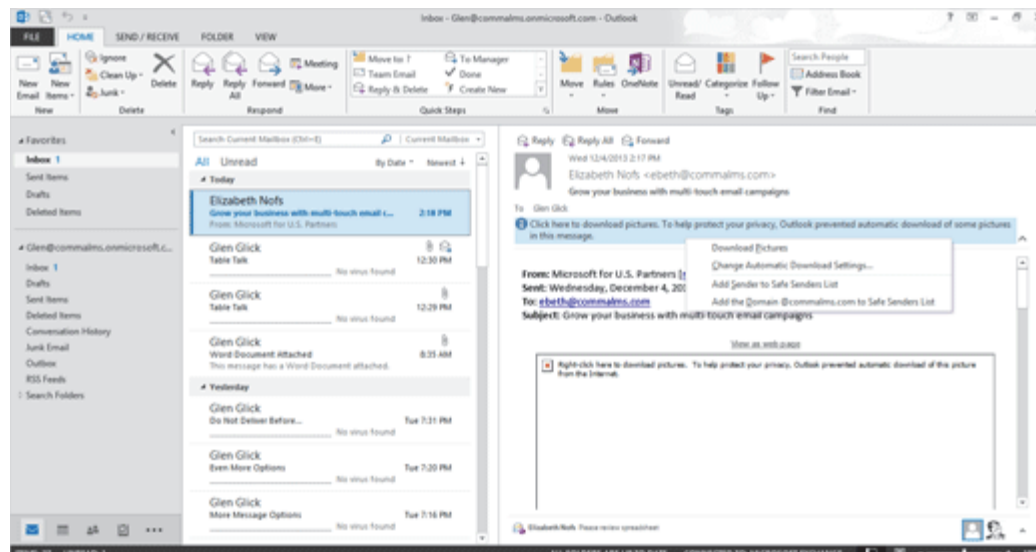 Inbox - Glen@commalms.onmicrosoft.com - Outlook
FILE HOME SEND / RECEIVE FOLDER VIEW
New Email
New Items
Ignore
Clean Up
Junk
Delete
Reply
Reply All
Forward
Meeting
More
Move to: ?
Team Email
Reply & Delete
To Manager
Done
Create New
Move
Rules
OneNote
Unread/ Read
Categorize
Follow Up
Search People
Address Book
Filter Email
New Delete Respond Quick Steps Move Tags Find
Favorites
Inbox 1
Sent Items
Drafts
Deleted Items
Glen@commalms.onmicrosoft.c...
Inbox 1
Drafts
Sent Items
Deleted Items
Conversation History
Junk Email
Outbox
RSS Feeds
Search Folders
Search Current Mailbox (Ctrl+E) Current Mailbox
All Unread By Date Newest
Today
Elizabeth Nofs
Grow your business with multi-touch email c... 2:18 PM
From: Microsoft for U.S. Partners
Glen Glick
Table Talk 12:30 PM
No virus found
Glen Glick
Table Talk 12:29 PM
No virus found
Glen Glick
Word Document Attached 8:35 AM
This message has a Word Document attached.
Yesterday
Glen Glick
Do Not Deliver Before... Tue 7:31 PM
No virus found
Glen Glick
Even More Options Tue 7:20 PM
No virus found
Glen Glick
More Message Options Tue 7:16 PM
No virus found
Reply Reply All Forward
Wed 12/4/2013 2:17 PM
Elizabeth Nofs <ebeth@commalms.com>
Grow your business with multi-touch email campaigns
To Glen Glick
Click here to download pictures. To help protect your privacy, Outlook prevented automatic download of some pictures
in this message.
Download Pictures
Change Automatic Download Settings...
Add Sender to Safe Senders List
Add the Domain @commalms.com to Safe Senders List
From: Microsoft for U.S. Partners
Sent: Wednesday, December 4, 20
To: ebeth@commalms.com
Subject: Grow your business with multi-touch email campaigns
View as web page
Right-click here to download pictures. To help protect your privacy, Outlook prevented automatic download of this picture
from the Internet.
Elizabeth Nofs Please review spreadsheet